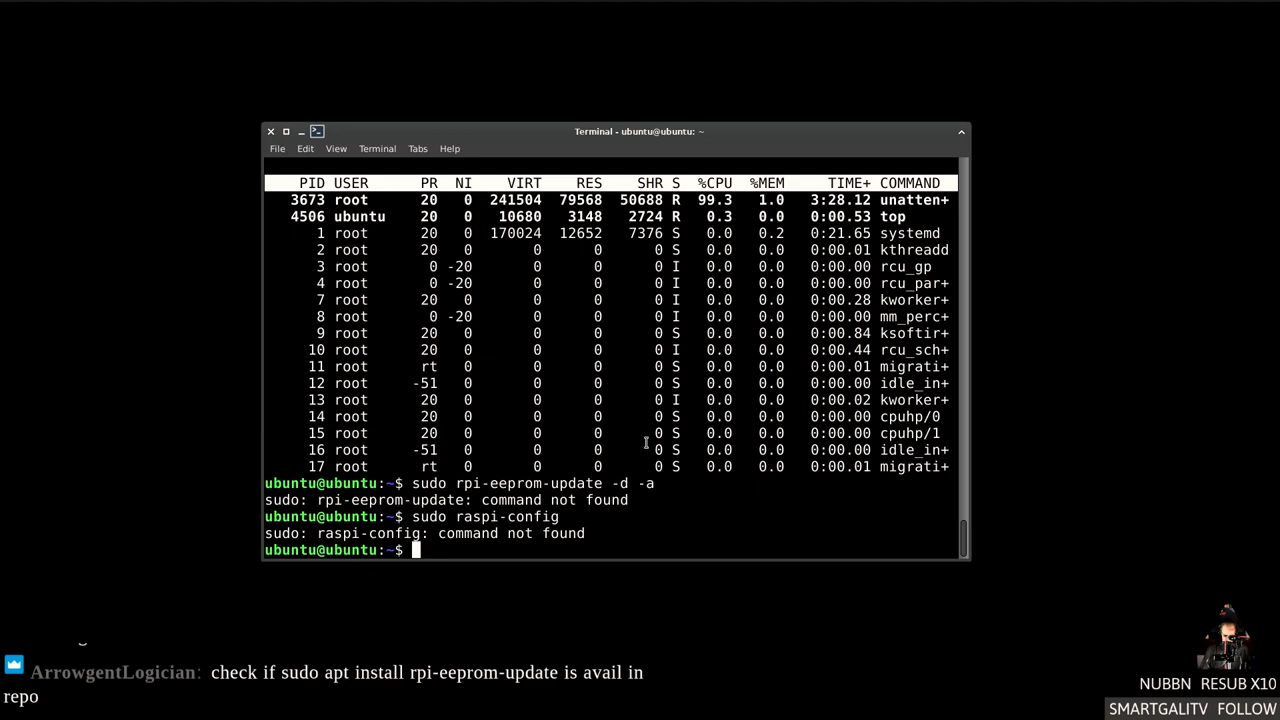 Terminal - ubuntu@ubuntu: ~
File Edit View Terminal Tabs Help
PID USER PR NI VIRT RES SHR S %CPU %MEM TIME+ COMMAND
3673 root 20 0 241504 79568 50688 R 99.3 1.0 3:28.12 unatten+
4506 ubuntu 20 0 10680 3148 2724 R 0.3 0.0 0:00.53 top
1 root 20 0 170024 12652 7376 S 0.0 0.2 0:21.65 systemd
2 root 20 0 0 0 0 S 0.0 0.0 0:00.01 kthreadd
3 root 0 -20 0 0 0 I 0.0 0.0 0:00.00 rcu_gp
4 root 0 -20 0 0 0 I 0.0 0.0 0:00.00 rcu_par+
7 root 20 0 0 0 0 I 0.0 0.0 0:00.28 kworker+
8 root 0 -20 0 0 0 I 0.0 0.0 0:00.00 mm_perc+
9 root 20 0 0 0 0 S 0.0 0.0 0:00.84 ksoftir+
10 root 20 0 0 0 0 I 0.0 0.0 0:00.44 rcu_sch+
11 root rt 0 0 0 0 S 0.0 0.0 0:00.01 migrati+
12 root -51 0 0 0 0 S 0.0 0.0 0:00.00 idle_in+
13 root 20 0 0 0 0 I 0.0 0.0 0:00.02 kworker+
14 root 20 0 0 0 0 S 0.0 0.0 0:00.00 cpuhp/0
15 root 20 0 0 0 0 S 0.0 0.0 0:00.00 cpuhp/1
16 root -51 0 0 0 0 S 0.0 0.0 0:00.00 idle_in+
17 root rt 0 0 0 0 S 0.0 0.0 0:00.01 migrati+
ubuntu@ubuntu:~$ sudo rpi-eeprom-update -d -a
sudo: rpi-eeprom-update: command not found
ubuntu@ubuntu:~$ sudo raspi-config
sudo: raspi-config: command not found
ubuntu@ubuntu:~$
ArrowgentLogician: check if sudo apt install rpi-eeprom-update is avail in
repo
NUBBN RESUB X10
SMARTGALITV FOLLOW